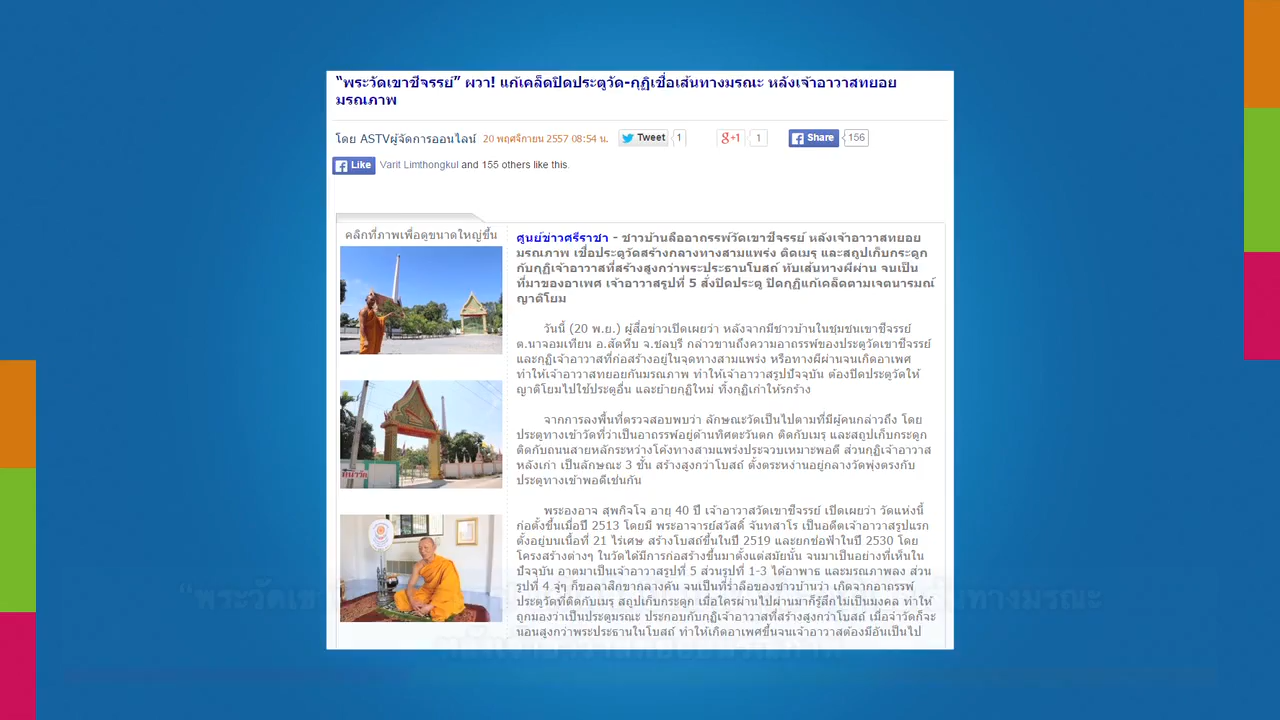 “พระวัดเขาชีจรรย์” ผวา! แก้เคล็ดปิดประตูวัด-กุฏิเชื่อเส้นทางมรณะ หลังเจ้าอาวาสทยอย
มรณภาพ
โดย ASTVผู้จัดการออนไลน์ 20 พฤศจิกายน 2557 08:54 น. Tweet 1 g+1 1 Share 156
Like Varit Limthongkul and 155 others like this.
คลิกที่ภาพเพื่อดูขนาดใหญ่ขึ้น
ศูนย์ข่าวศรีราชา - ชาวบ้านลืออาถรรพ์วัดเขาชีจรรย์ หลังเจ้าอาวาสทยอย
มรณภาพ เชื่อประตูวัดสร้างกลางทางสามแพร่ง ติดเมรุ และสถูปเก็บกระดูก
กับกุฏิเจ้าอาวาสที่สร้างสูงกว่าพระประธานโบสถ์ ทับเส้นทางผีผ่าน จนเป็น
ที่มาของอาเพศ เจ้าอาวาสรูปที่ 5 สั่งปิดประตู ปิดกุฏิแก้เคล็ดตามเจตนารมณ์
ญาติโยม
วันนี้ (20 พ.ย.) ผู้สื่อข่าวเปิดเผยว่า หลังจากมีชาวบ้านในชุมชนเขาชีจรรย์
ต.นาจอมเทียน อ.สัตหีบ จ.ชลบุรี กล่าวขานถึงความอาถรรพ์ของประตูวัดเขาชีจรรย์
และกุฏิเจ้าอาวาสที่ก่อสร้างอยู่ในจุดทางสามแพร่ง หรือทางผีผ่านจนเกิดอาเพศ
ทำให้เจ้าอาวาสทยอยกันมรณภาพ ทำให้เจ้าอาวาสรูปปัจจุบัน ต้องปิดประตูวัดให้
ญาติโยมไปใช้ประตูอื่น และย้ายกุฏิใหม่ ทิ้งกุฏิเก่าให้รกร้าง
จากการลงพื้นที่ตรวจสอบพบว่า ลักษณะวัดเป็นไปตามที่มีผู้คนกล่าวถึง โดย
ประตูทางเข้าวัดที่ว่าเป็นอาถรรพ์อยู่ด้านทิศตะวันตก ติดกับเมรุ และสถูปเก็บกระดูก
ติดกับถนนสายหลักระหว่างโค้งทางสามแพร่งประจวบเหมาะพอดี ส่วนกุฏิเจ้าอาวาส
หลังเก่า เป็นลักษณะ 3 ชั้น สร้างสูงกว่าโบสถ์ ตั้งตระหง่านอยู่กลางวัดพุ่งตรงกับ
ประตูทางเข้าพอดีเช่นกัน
พระองอาจ สุพกิจโจ อายุ 40 ปี เจ้าอาวาสวัดเขาชีจรรย์ เปิดเผยว่า วัดแห่งนี้
ก่อตั้งขึ้นเมื่อปี 2513 โดยมี พระอาจารย์สวัสดิ์ จันทสาโร เป็นอดีตเจ้าอาวาสรูปแรก
ตั้งอยู่บนเนื้อที่ 21 ไร่เศษ สร้างโบสถ์ขึ้นในปี 2519 และยกช่อฟ้าในปี 2530 โดย
โครงสร้างต่างๆ ในวัดได้มีการก่อสร้างขึ้นมาตั้งแต่สมัยนั้น จนมาเป็นอย่างที่เห็นใน
ปัจจุบัน อาตมาเป็นเจ้าอาวาสรูปที่ 5 ส่วนรูปที่ 1-3 ได้อาพาธ และมรณภาพลง ส่วน
รูปที่ 4 จู่ๆ ก็ขอลาสิกขากลางคัน จนเป็นที่ร่ำลือของชาวบ้านว่า เกิดจากอาถรรพ์
ประตูวัดที่ติดกับเมรุ สถูปเก็บกระดูก เมื่อใครผ่านไปผ่านมาก็รู้สึกไม่เป็นมงคล ทำให้
ถูกมองว่าเป็นประตูมรณะ ประกอบกับกุฏิเจ้าอาวาสที่สร้างสูงกว่าโบสถ์ เมื่อจำวัดก็จะ
นอนสูงกว่าพระประธานในโบสถ์ ทำให้เกิดอาเพศขึ้นจนเจ้าอาวาสต้องมีอันเป็นไป